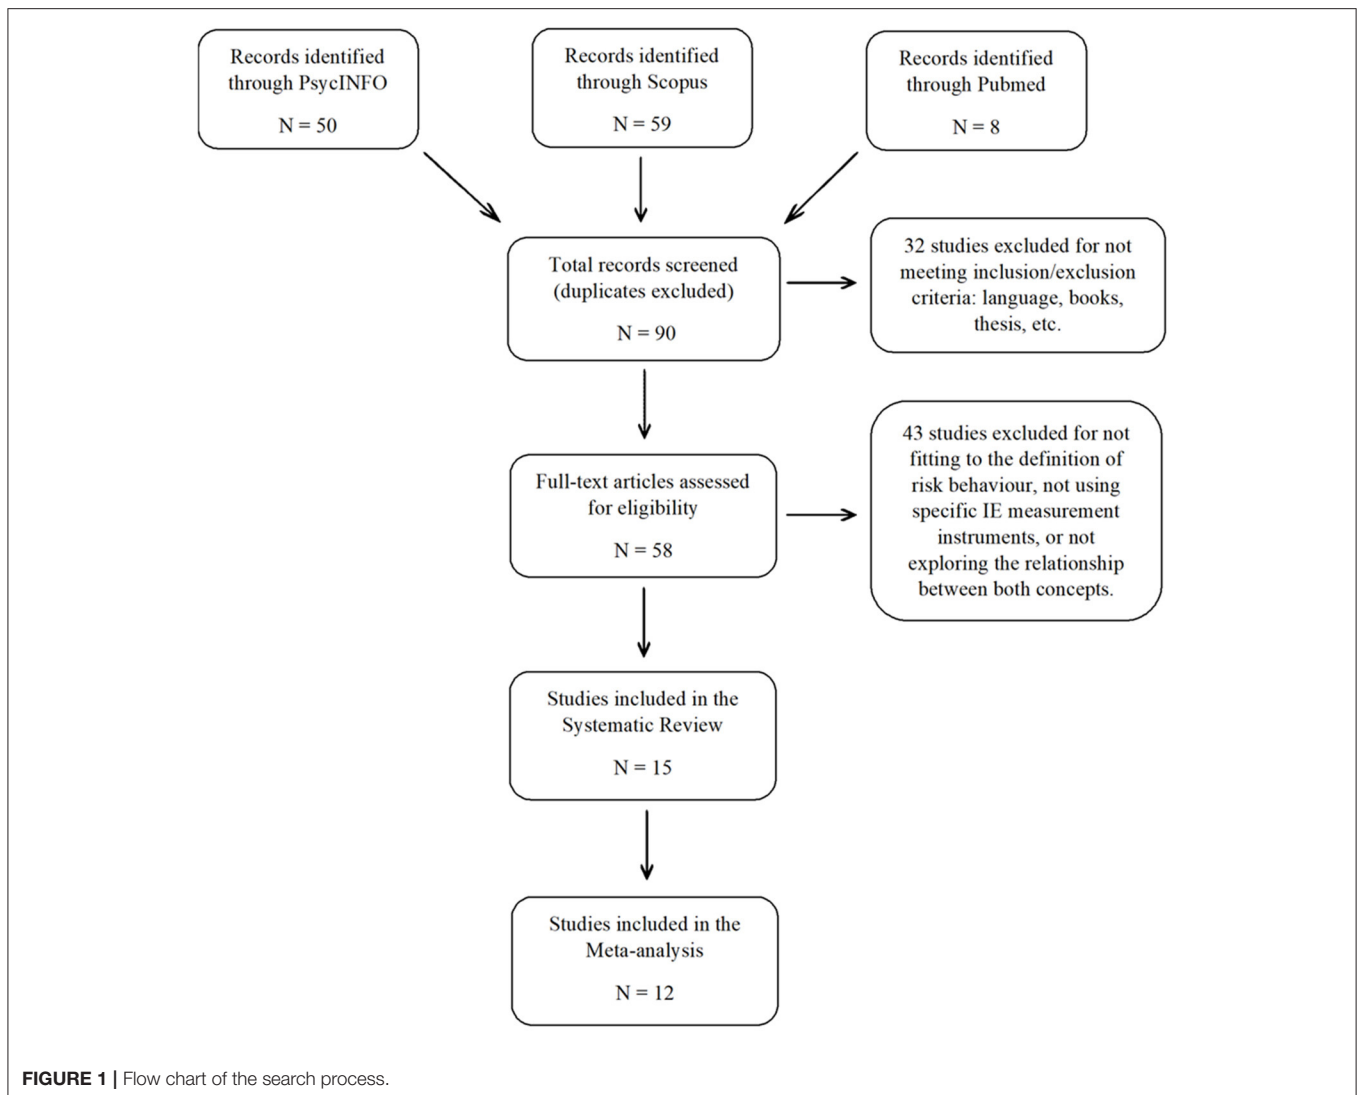 Records identified
through PsycINFO
N = 50
Records identified
through Scopus
N = 59
Records identified
through Pubmed
N = 8
Total records screened
(duplicates excluded)
N = 90
32 studies excluded for not
meeting inclusion/exclusion
criteria: language, books,
thesis, etc.
Full-text articles assessed
for eligibility
N = 58
43 studies excluded for not
fitting to the definition of
risk behaviour, not using
specific IE measurement
instruments, or not
exploring the relationship
between both concepts.
Studies included in the
Systematic Review
N = 15
Studies included in the
Meta-analysis
N = 12
FIGURE 1 | Flow chart of the search process.